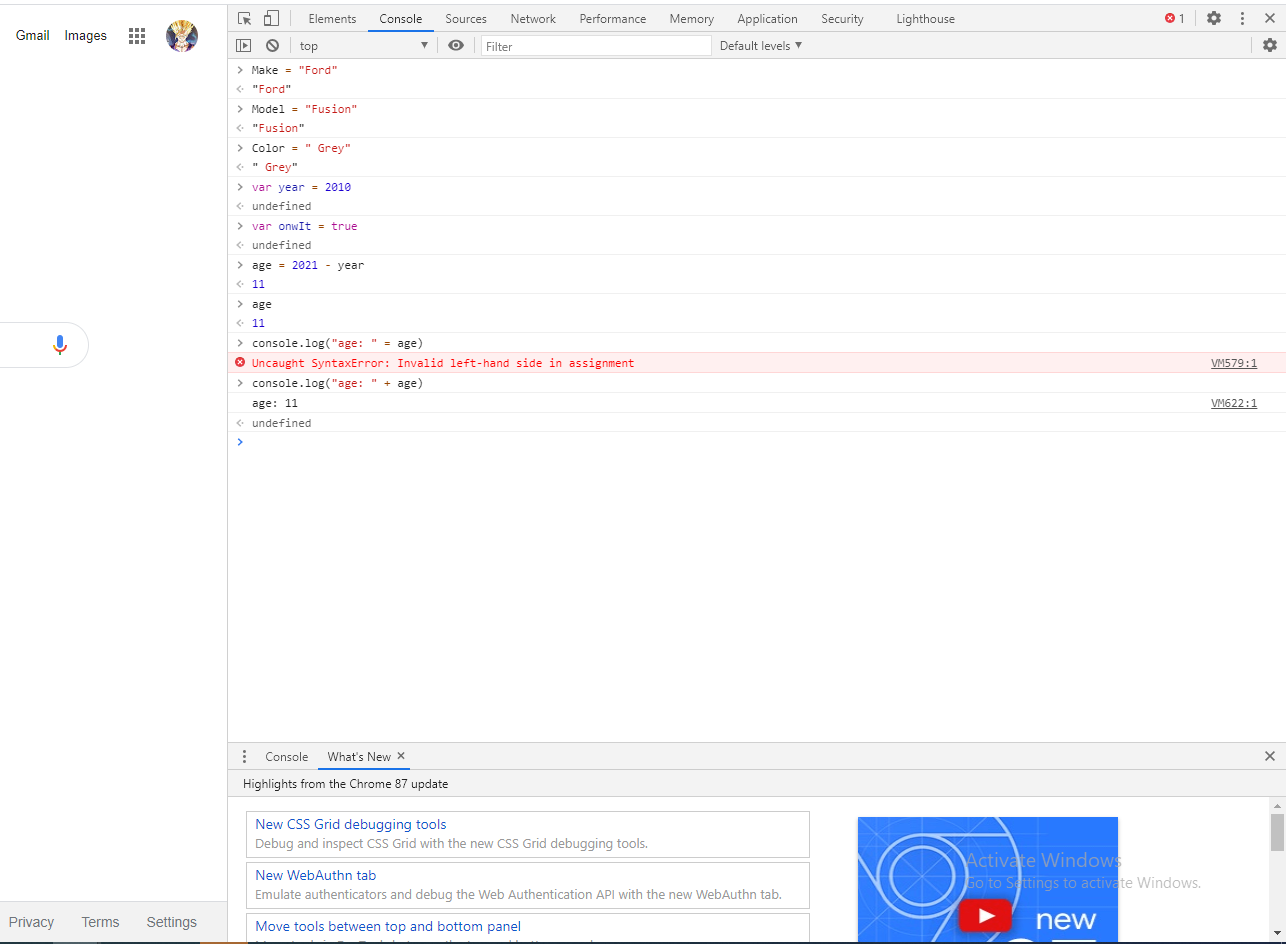 Gmail Images
Elements Console Sources Network Performance Memory Application Security Lighthouse 1
top Filter Default levels
> Make = "Ford"
"Ford"
> Model = "Fusion"
"Fusion"
> Color = " Grey"
" Grey"
> var year = 2010
undefined
> var onwIt = true
undefined
> age = 2021 - year
11
> age
11
> console.log("age: " = age)
Uncaught SyntaxError: Invalid left-hand side in assignment VM579:1
> console.log("age: " + age)
age: 11 VM622:1
undefined
>
Console What's New
Highlights from the Chrome 87 update
New CSS Grid debugging tools
Debug and inspect CSS Grid with the new CSS Grid debugging tools.
New WebAuthn tab
Emulate authenticators and debug the Web Authentication API with the new WebAuthn tab.
Move tools between top and bottom panel
Activate Windows
Go to Settings to activate Windows.
new
Privacy Terms Settings